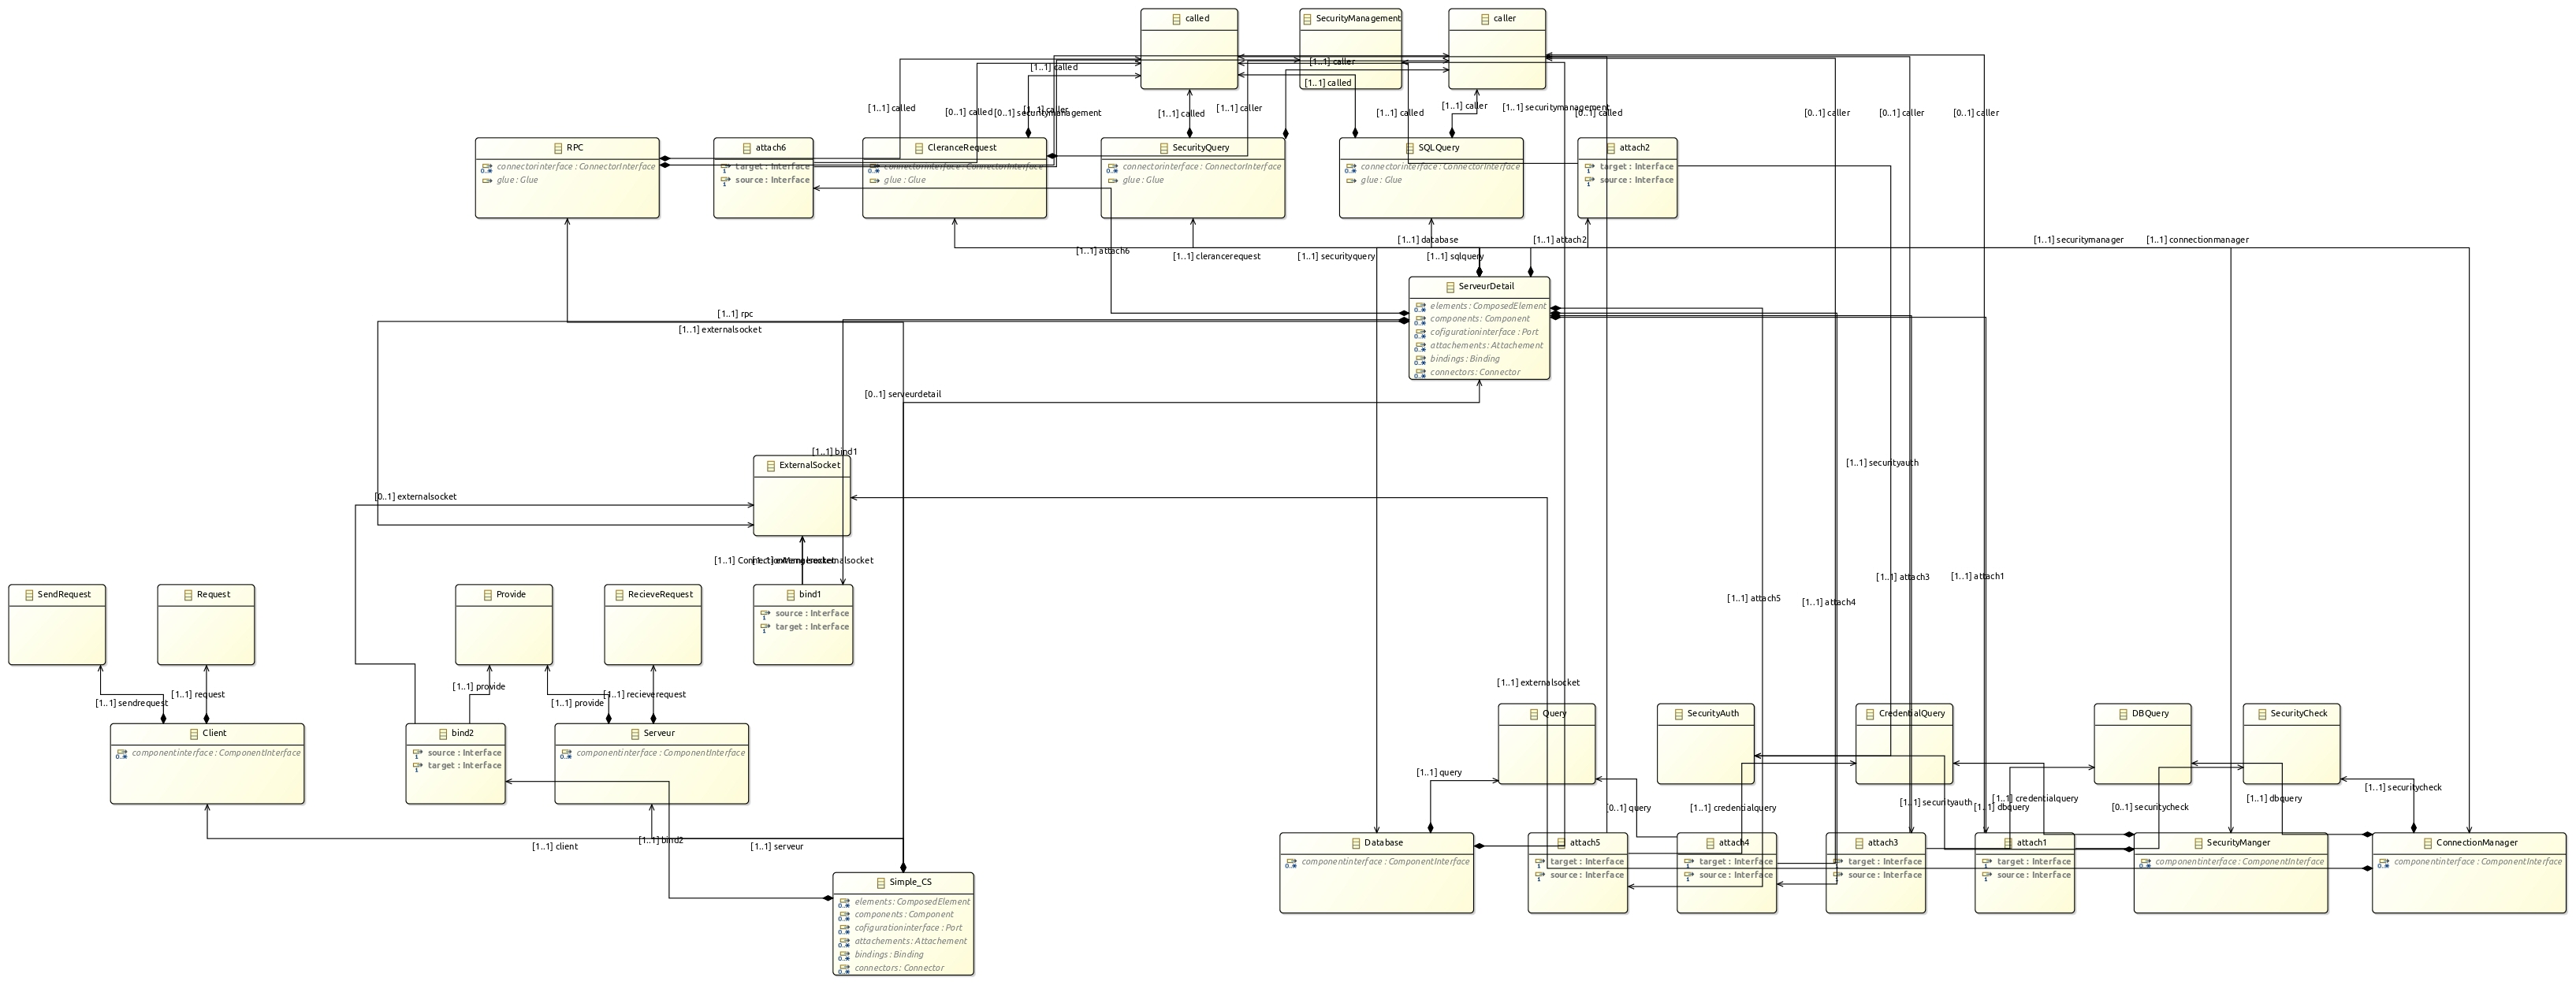 called
SecurityManagement
caller
[1..1] called
[1..1] caller
[1..1] called
[1..1] called
[0..1] called
[0..1] securitymanagement
[1..1] caller
[1..1] called
[1..1] caller
[1..1] called
[1..1] caller
[1..1] securitymanagement
[0..1] called
[0..1] caller
[0..1] caller
[0..1] caller
RPC
connectorinterface : ConnectorInterface
glue : Glue
attach6
target : Interface
source : Interface
CleranceRequest
connectorinterface : ConnectorInterface
glue : Glue
SecurityQuery
connectorinterface : ConnectorInterface
glue : Glue
SQLQuery
connectorinterface : ConnectorInterface
glue : Glue
attach2
target : Interface
source : Interface
[1..1] attach6
[1..1] clerancerequest
[1..1] securityquery
[1..1] database
[1..1] sqlquery
[1..1] attach2
[1..1] securitymanager
[1..1] connectionmanager
ServeurDetail
elements : ComposedElement
components : Component
cofigurationinterface : Port
attachements : Attachement
bindings : Binding
connectors : Connector
[1..1] rpc
[1..1] externalsocket
[0..1] serveurdetail
[1..1] bind1
[1..1] securityauth
ExternalSocket
[0..1] externalsocket
[1..1] externalsocket
[1..1] attach3
[1..1] attach1
[1..1] attach5
[1..1] attach4
SendRequest
Request
Provide
RecieveRequest
bind1
source : Interface
target : Interface
[1..1] sendrequest
[1..1] request
[1..1] provide
[1..1] provide
[1..1] recieverequest
[1..1] externalsocket
Client
componentinterface : ComponentInterface
bind2
source : Interface
target : Interface
Serveur
componentinterface : ComponentInterface
Query
SecurityAuth
CredentialQuery
DBQuery
SecurityCheck
[1..1] query
[0..1] query
[1..1] credentialquery
[1..1] securityauth
[1..1] dbquery
[1..1] credentialquery
[0..1] securitycheck
[1..1] dbquery
[1..1] securitycheck
[1..1] client
[1..1] bind2
[1..1] serveur
Database
componentinterface : ComponentInterface
attach5
target : Interface
source : Interface
attach4
target : Interface
source : Interface
attach3
target : Interface
source : Interface
attach1
target : Interface
source : Interface
SecurityManger
componentinterface : ComponentInterface
ConnectionManager
componentinterface : ComponentInterface
Simple_CS
elements : ComposedElement
components : Component
cofigurationinterface : Port
attachements : Attachement
bindings : Binding
connectors : Connector